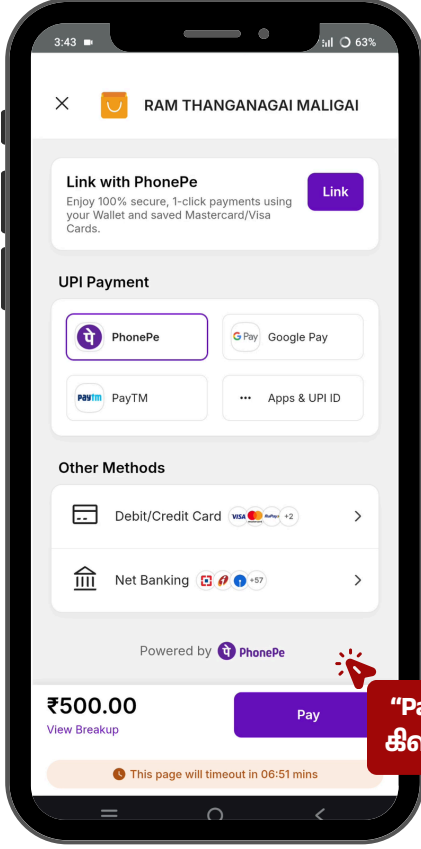 3:43
63%
RAM THANGANAGAI MALIGAI
Link with PhonePe
Enjoy 100% secure, 1-click payments using
your Wallet and saved Mastercard/Visa
Cards.
Link
UPI Payment
PhonePe
G Pay Google Pay
Paytm PayTM
Apps & UPI ID
Other Methods
Debit/Credit Card VISA RuPay +2
Net Banking +57
Powered by PhonePe
₹500.00
View Breakup
Pay
This page will timeout in 06:51 mins